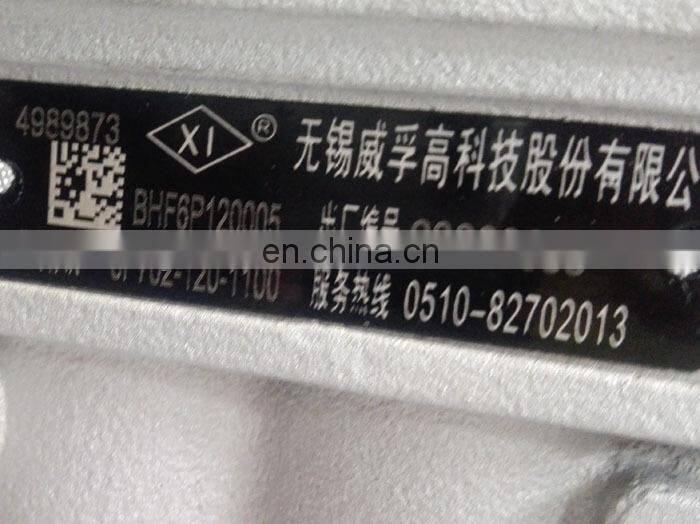 4989873
XI ®
无锡威孚高科技股份有限公
BHF6P120005
出厂编号
en.china.cn
服务热线 0510-82702013